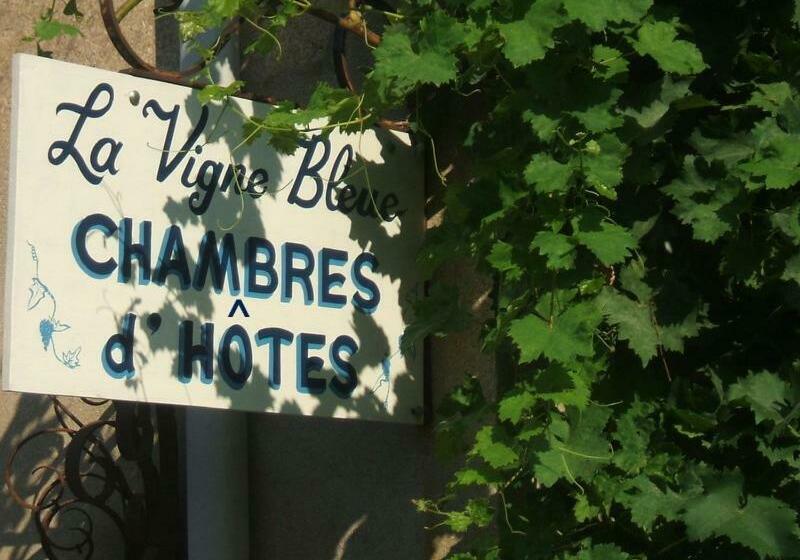 La Vigne Bleue
CHAMBRES
d'HÔTES